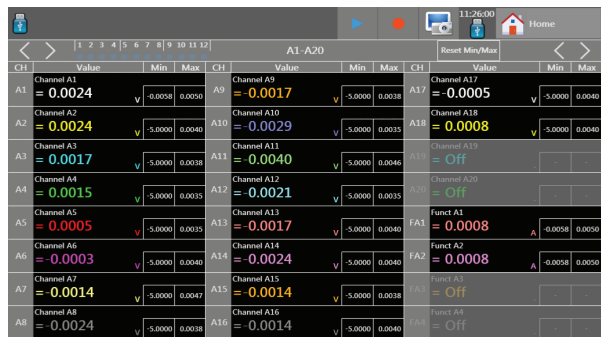 11:26:00
Home
1 2 3 4 5 6 7 8 9 10 11 12 A1-A20 Reset Min/Max
CH Value Min Max CH Value Min Max CH Value Min Max
Channel A1 Channel A9 Channel A17
A1 = 0.0024 V -0.0058 0.0050 A9 =-0.0017 V -5.0000 0.0038 A17 =-0.0005 V -5.0000 0.0040
Channel A2 Channel A10 Channel A18
A2 = 0.0024 V -5.0000 0.0040 A10 =-0.0029 V -5.0000 0.0035 A18 = 0.0008 V -5.0000 0.0040
Channel A3 Channel A11 Channel A19
A3 = 0.0017 V -5.0000 0.0038 A11 =-0.0040 V -5.0000 0.0046 A19 = Off - -
Channel A4 Channel A12 Channel A20
A4 = 0.0015 V -5.0000 0.0035 A12 =-0.0021 V -5.0000 0.0035 A20 = Off - -
Channel A5 Channel A13 Funct A1
A5 = 0.0005 V -5.0000 0.0035 A13 =-0.0017 V -5.0000 0.0040 FA1 = 0.0008 A -0.0058 0.0050
Channel A6 Channel A14 Funct A2
A6 =-0.0003 V -5.0000 0.0040 A14 =-0.0024 V -5.0000 0.0040 FA2 = 0.0008 A -0.0058 0.0050
Channel A7 Channel A15 Funct A3
A7 =-0.0014 V -5.0000 0.0047 A15 =-0.0014 V -5.0000 0.0038 FA3 = Off - -
Channel A8 Channel A16 Funct A4
A8 =-0.0024 V -5.0000 0.0038 A16 =-0.0014 V -5.0000 0.0040 FA4 = Off - -